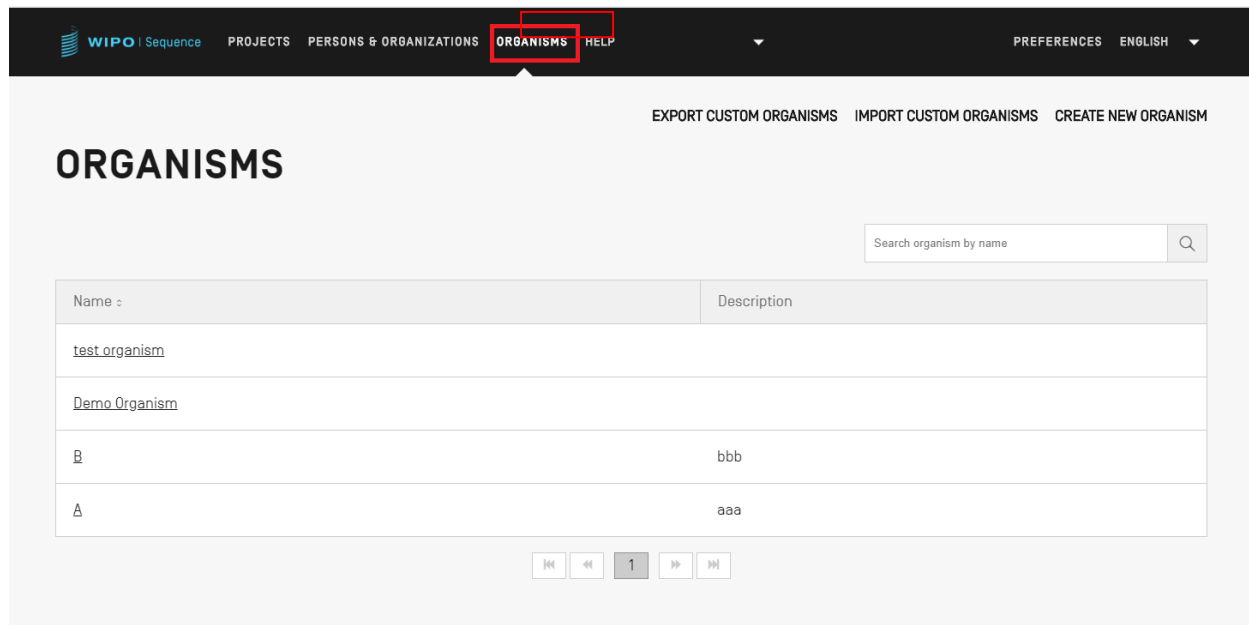 WIPO | Sequence PROJECTS PERSONS & ORGANIZATIONS ORGANISMS HELP PREFERENCES ENGLISH
EXPORT CUSTOM ORGANISMS IMPORT CUSTOM ORGANISMS CREATE NEW ORGANISM
ORGANISMS
Search organism by name
Name Description
test organism
Demo Organism
B bbb
A aaa
1